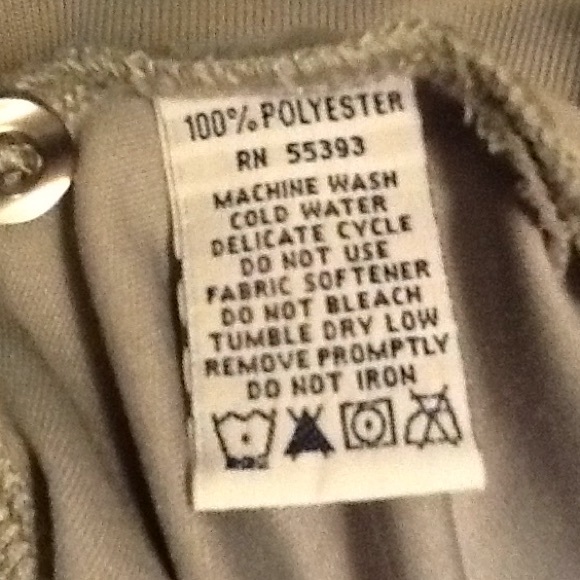 100% POLYESTER
RN 55393
MACHINE WASH
COLD WATER
DELICATE CYCLE
DO NOT USE
FABRIC SOFTENER
DO NOT BLEACH
TUMBLE DRY LOW
REMOVE PROMPTLY
DO NOT IRON